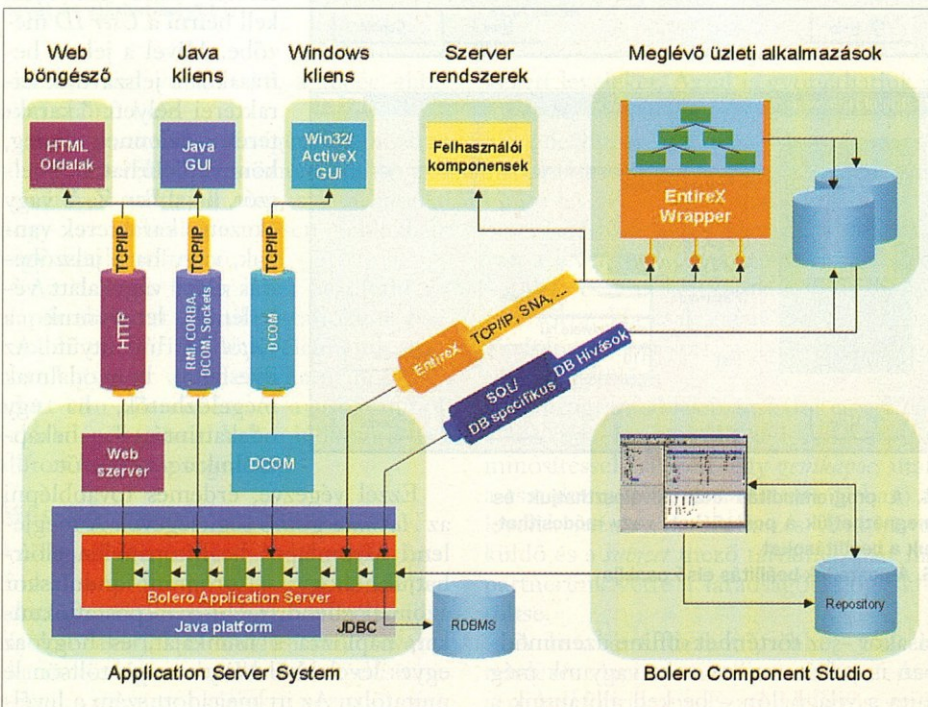 Web
böngésző
Java
kliens
Windows
kliens
Szerver
rendszerek
Meglévő üzleti alkalmazások
HTML
Oldalak
Java
GUI
Win32/
ActiveX
GUI
Felhasználói
komponensek
EntireX
Wrapper
TCP/IP
TCP/IP
TCP/IP
HTTP
RMI, CORBA,
DCOM, Sockets
DCOM
EntireX
TCP/IP, SNA, ...
SQL/
DB specifikus
DB Hívások
Web
szerver
DCOM
Bolero Application Server
Java platform
JDBC
RDBMS
Repository
Application Server System
Bolero Component Studio